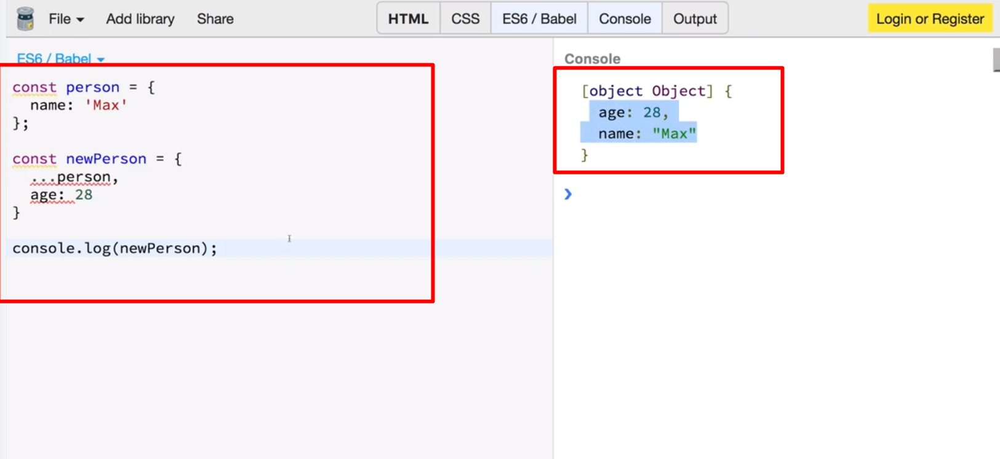 File Add library Share HTML CSS ES6 / Babel Console Output Login or Register
ES6 / Babel
const person = {
  name: 'Max'
};
const newPerson = {
  ...person,
  age: 28
}
console.log(newPerson);
Console
[object Object] {
  age: 28,
  name: "Max"
}